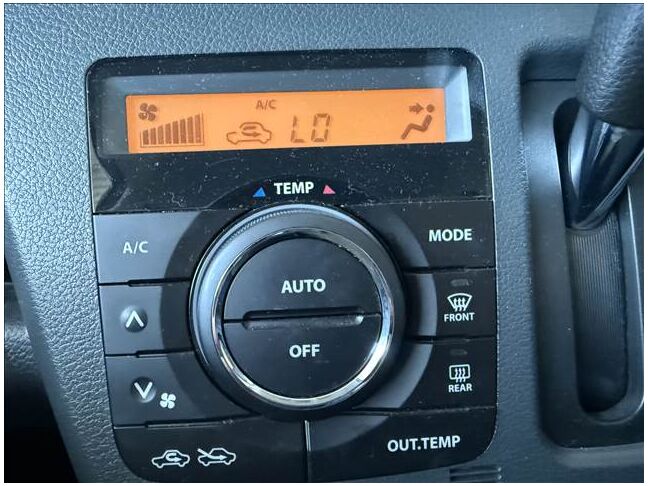 A/C
LO
TEMP
A/C
MODE
AUTO
FRONT
OFF
REAR
OUT.TEMP